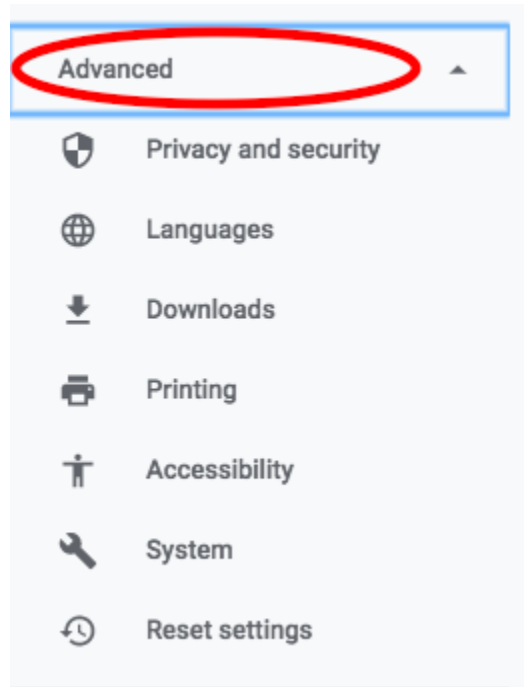 Advanced
Privacy and security
Languages
Downloads
Printing
Accessibility
System
Reset settings